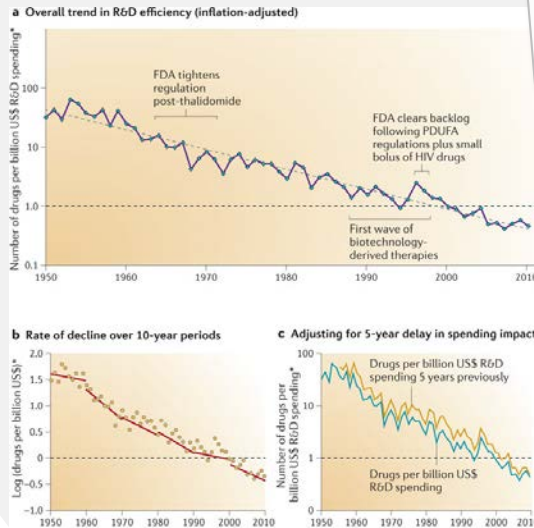 a Overall trend in R&D efficiency (inflation-adjusted)
Number of drugs per billion US$ R&D spending*
100
10
1.0
0.1
FDA tightens
regulation
post-thalidomide
FDA clears backlog
following PDUFA
regulations plus small
bolus of HIV drugs
First wave of
biotechnology-
derived therapies
1950 1960 1970 1980 1990 2000 2010
b Rate of decline over 10-year periods
Log (drugs per billion US$)*
2.0
1.5
1.0
0.5
0
–0.5
–1.0
1950 1960 1970 1980 1990 2000 2010
c Adjusting for 5-year delay in spending impact
Number of drugs per
billion US$ R&D spending*
100
10
1
0
Drugs per billion US$ R&D
spending 5 years previously
Drugs per billion US$
R&D spending
1950 1960 1970 1980 1990 2000 2010